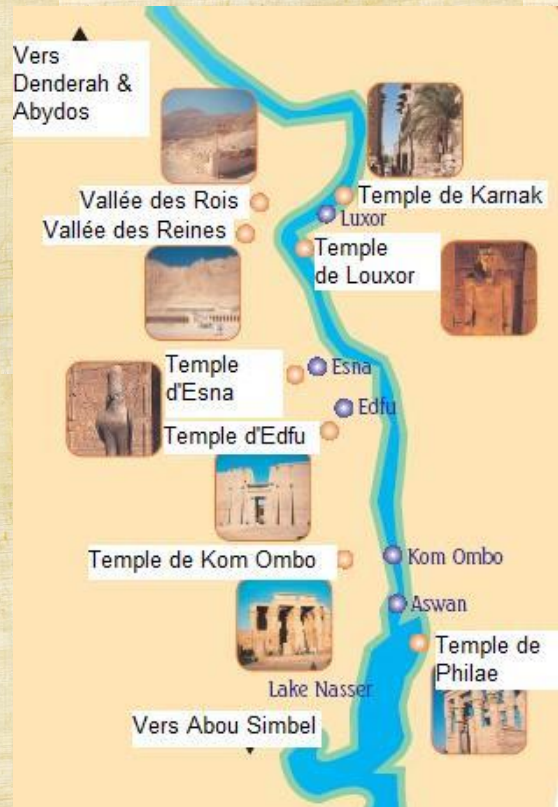 Vers
Denderah &
Abydos
Vallée des Rois
Temple de Karnak
Luxor
Vallée des Reines
Temple
de Louxor
Temple
d'Esna
Esna
Edfu
Temple d'Edfu
Temple de Kom Ombo
Kom Ombo
Aswan
Temple de
Philae
Lake Nasser
Vers Abou Simbel